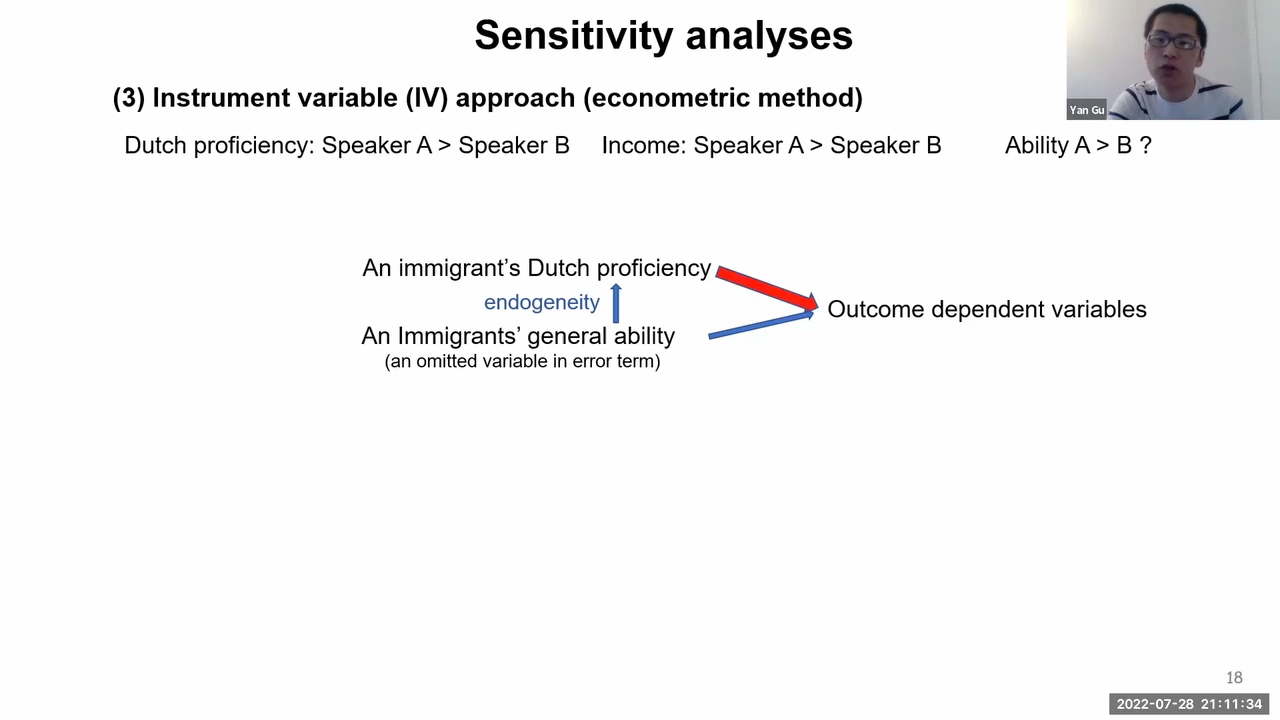 Sensitivity analyses
(3) Instrument variable (IV) approach (econometric method)
Yan Gu
Dutch proficiency: Speaker A > Speaker B Income: Speaker A > Speaker B Ability A > B ?
An immigrant's Dutch proficiency
endogeneity
Outcome dependent variables
An Immigrants' general ability
(an omitted variable in error term)
18
2022-07-28 21:11:34